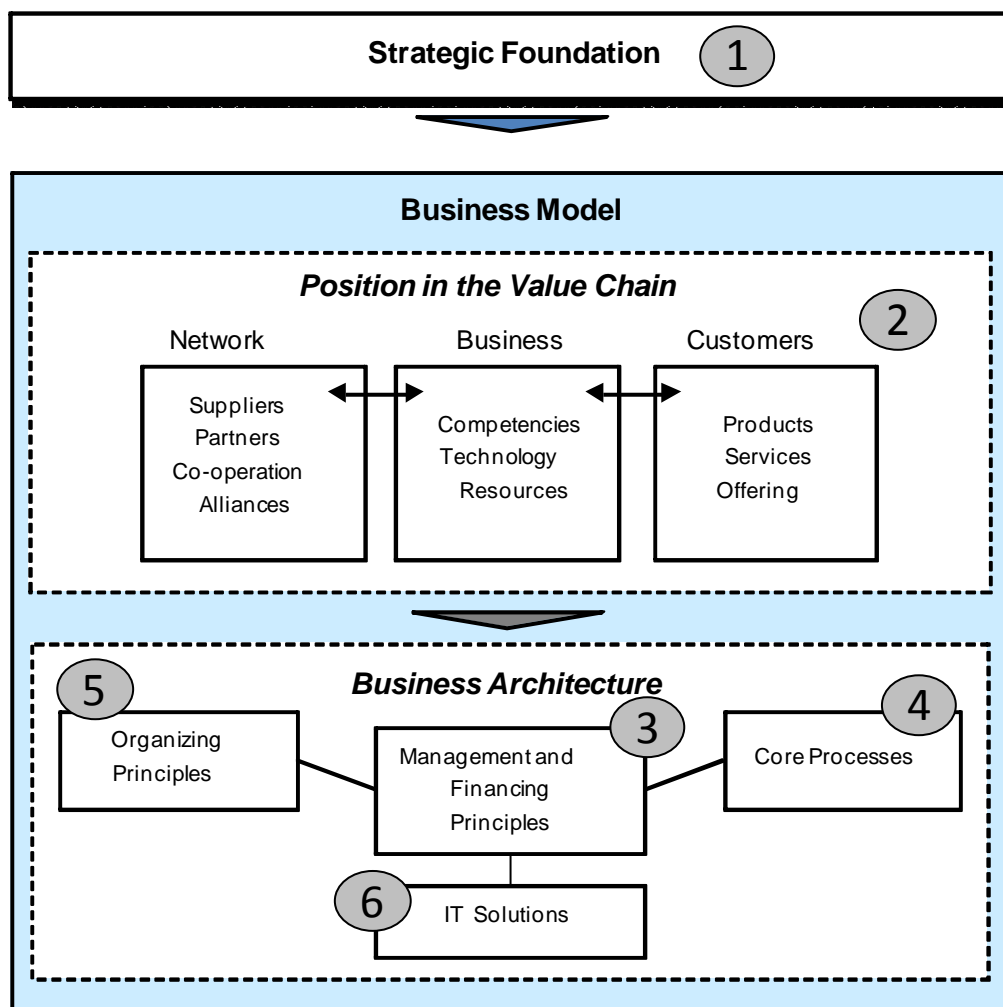 Strategic Foundation 1
Business Model
Position in the Value Chain
2
Network
Business
Customers
Suppliers
Partners
Co-operation
Alliances
Competencies
Technology
Resources
Products
Services
Offering
Business Architecture
5
Organizing
Principles
3
Management and
Financing
Principles
4
Core Processes
6
IT Solutions